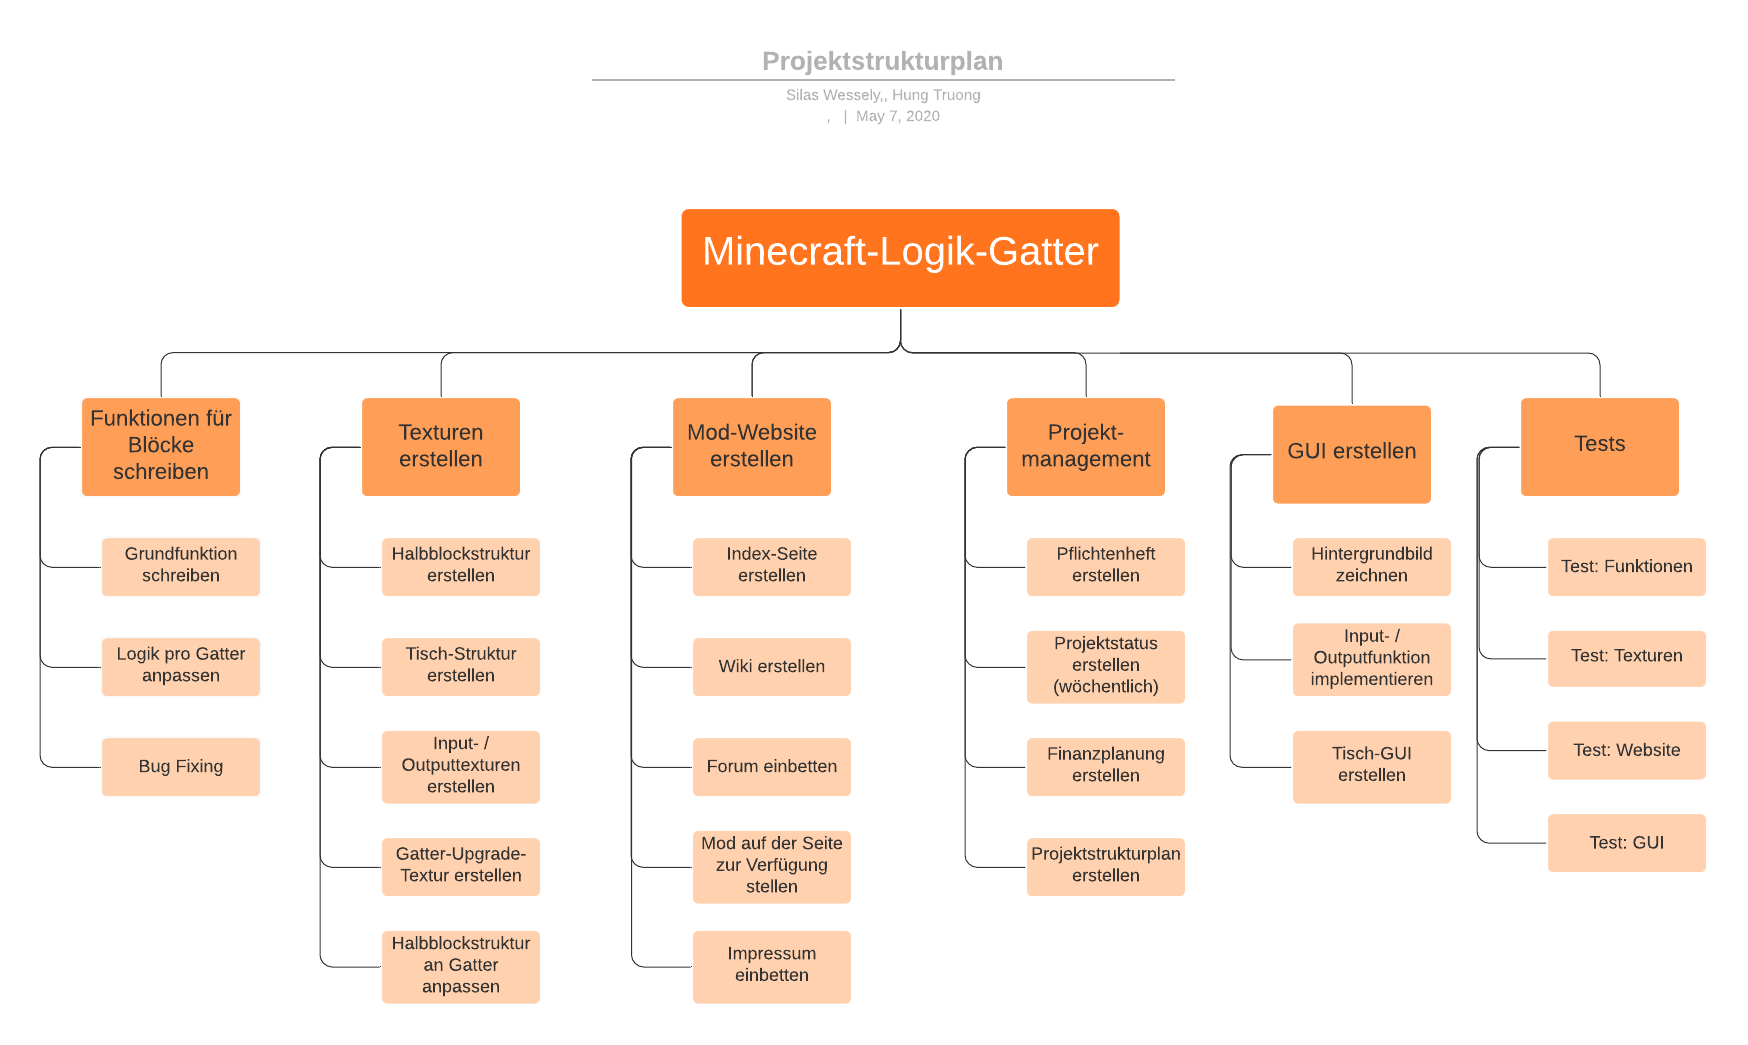 Projektstrukturplan
Silas Wessely,, Hung Truong
,   |  May 7, 2020
Minecraft-Logik-Gatter
Funktionen für
Blöcke
schreiben
Grundfunktion
schreiben
Logik pro Gatter
anpassen
Bug Fixing
Texturen
erstellen
Halbblockstruktur
erstellen
Tisch-Struktur
erstellen
Input- /
Outputtexturen
erstellen
Gatter-Upgrade-
Textur erstellen
Halbblockstruktur
an Gatter
anpassen
Mod-Website
erstellen
Index-Seite
erstellen
Wiki erstellen
Forum einbetten
Mod auf der Seite
zur Verfügung
stellen
Impressum
einbetten
Projekt-
management
Pflichtenheft
erstellen
Projektstatus
erstellen
(wöchentlich)
Finanzplanung
erstellen
Projektstrukturplan
erstellen
GUI erstellen
Hintergrundbild
zeichnen
Input- /
Outputfunktion
implementieren
Tisch-GUI
erstellen
Tests
Test: Funktionen
Test: Texturen
Test: Website
Test: GUI